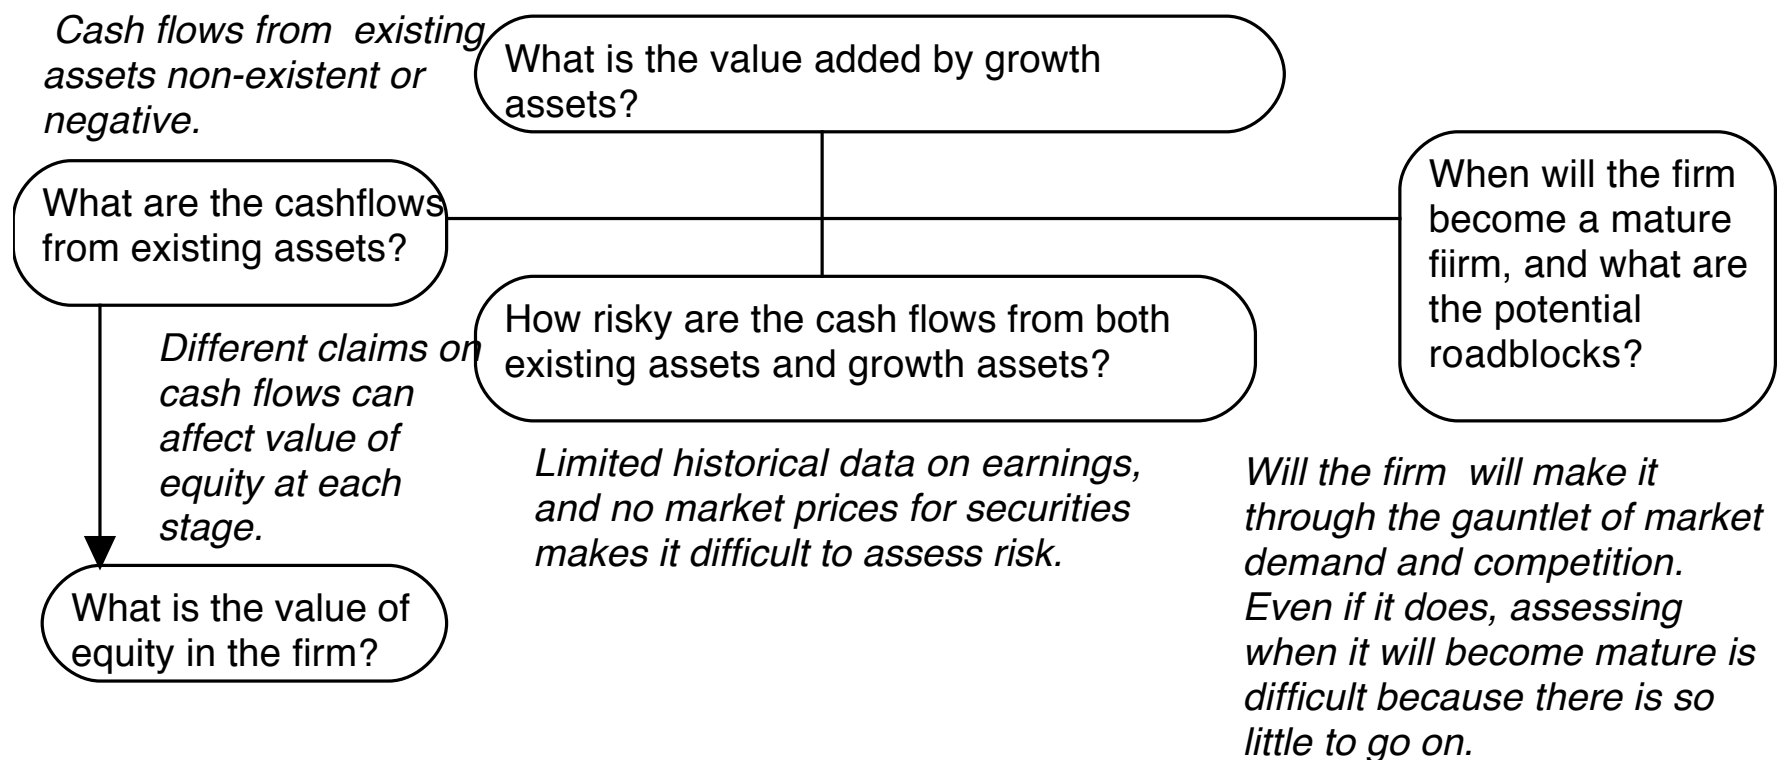 Cash flows from existing
assets non-existent or
negative.
What is the value added by growth
assets?
What are the cashflows
from existing assets?
When will the firm
become a mature
fiirm, and what are
the potential
roadblocks?
How risky are the cash flows from both
existing assets and growth assets?
Different claims on
cash flows can
affect value of
equity at each
stage.
Limited historical data on earnings,
and no market prices for securities
makes it difficult to assess risk.
Will the firm will make it
through the gauntlet of market
demand and competition.
Even if it does, assessing
when it will become mature is
difficult because there is so
little to go on.
What is the value of
equity in the firm?